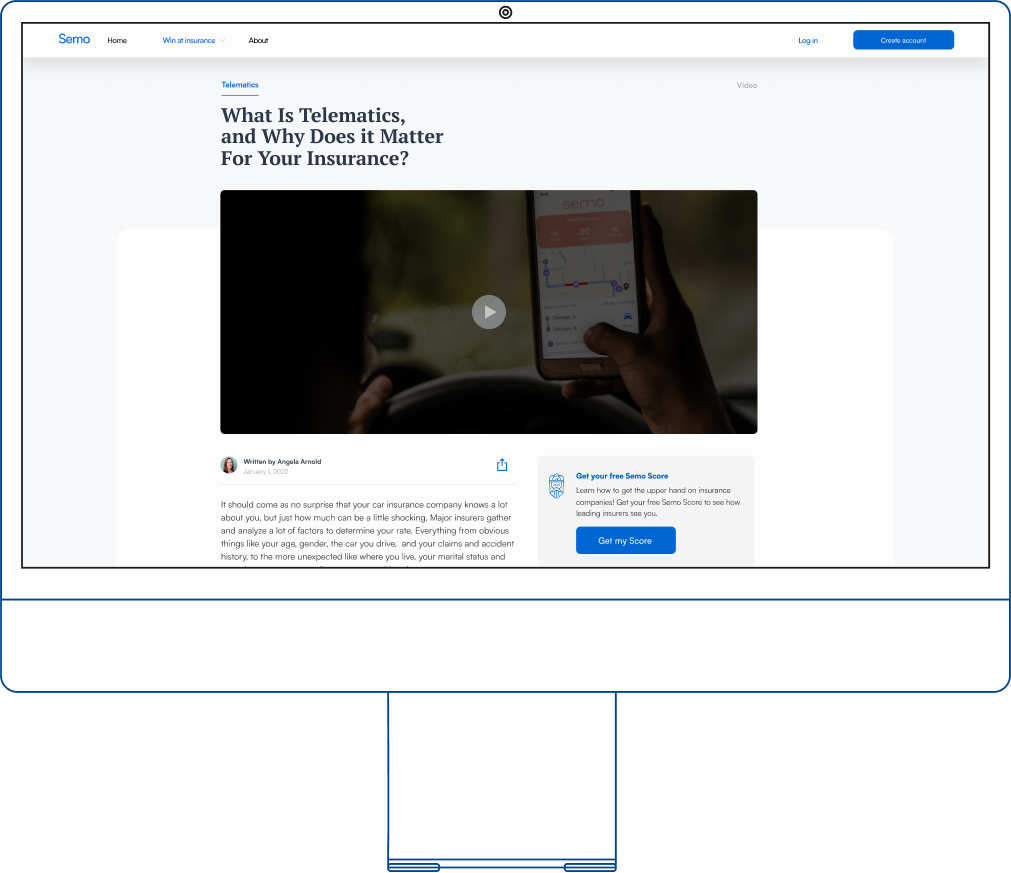 Semo
Home
Win at insurance
About
Log in
Create account
Telematics
Video
What Is Telematics,
and Why Does it Matter
For Your Insurance?
semo
30
Chicago, IL
Chicago, IL
Written by Angela Arnold
January 1, 2022
It should come as no surprise that your car insurance company knows a lot
about you, but just how much can be a little shocking. Major insurers gather
and analyze a lot of factors to determine your rate. Everything from obvious
things like your age, gender, the car you drive, and your claims and accident
history, to the more unexpected like where you live, your marital status and
Get your free Semo Score
Learn how to get the upper hand on insurance
companies! Get your free Semo Score to see how
leading insurers see you.
Get my Score